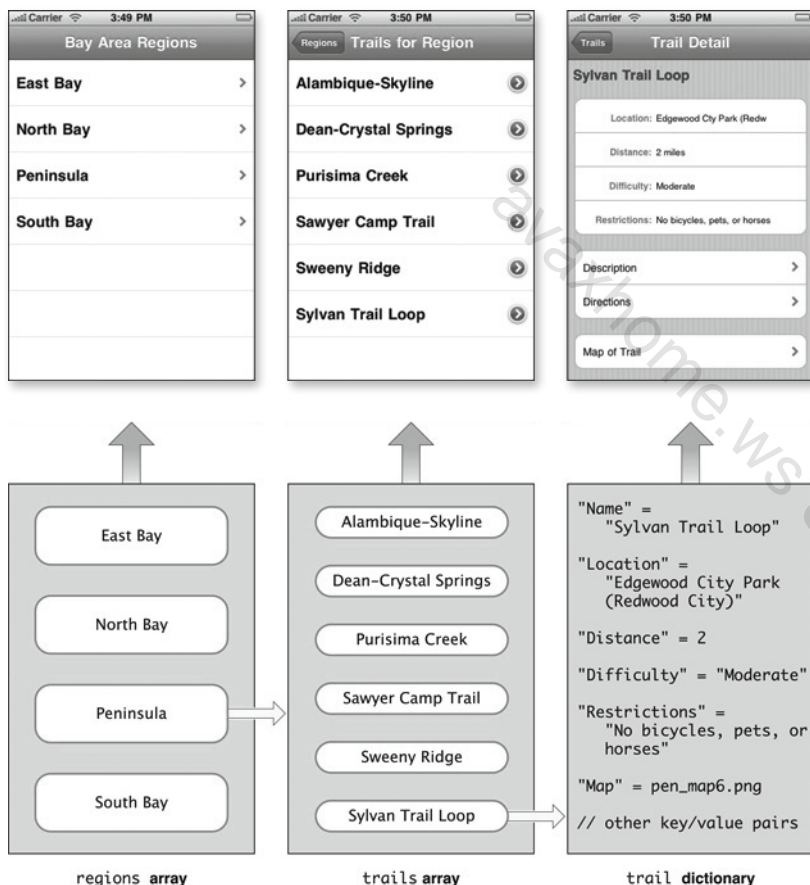 Carrier 3:49 PM
Bay Area Regions
East Bay
North Bay
Peninsula
South Bay
Carrier 3:50 PM
Regions Trails for Region
Alambique-Skyline
Dean-Crystal Springs
Purisima Creek
Sawyer Camp Trail
Sweeny Ridge
Sylvan Trail Loop
Carrier 3:50 PM
Trails Trail Detail
Sylvan Trail Loop
Location: Edgewood Cty Park (Redw
Distance: 2 miles
Difficulty: Moderate
Restrictions: No bicycles, pets, or horses
Description
Directions
Map of Trail
avaxhome.ws
East Bay
North Bay
Peninsula
South Bay
regions array
Alambique-Skyline
Dean-Crystal Springs
Purisima Creek
Sawyer Camp Trail
Sweeny Ridge
Sylvan Trail Loop
trails array
"Name" =
"Sylvan Trail Loop"
"Location" =
"Edgewood City Park
(Redwood City)"
"Distance" = 2
"Difficulty" = "Moderate"
"Restrictions" =
"No bicycles, pets, or
horses"
"Map" = pen_map6.png
// other key/value pairs
trail dictionary